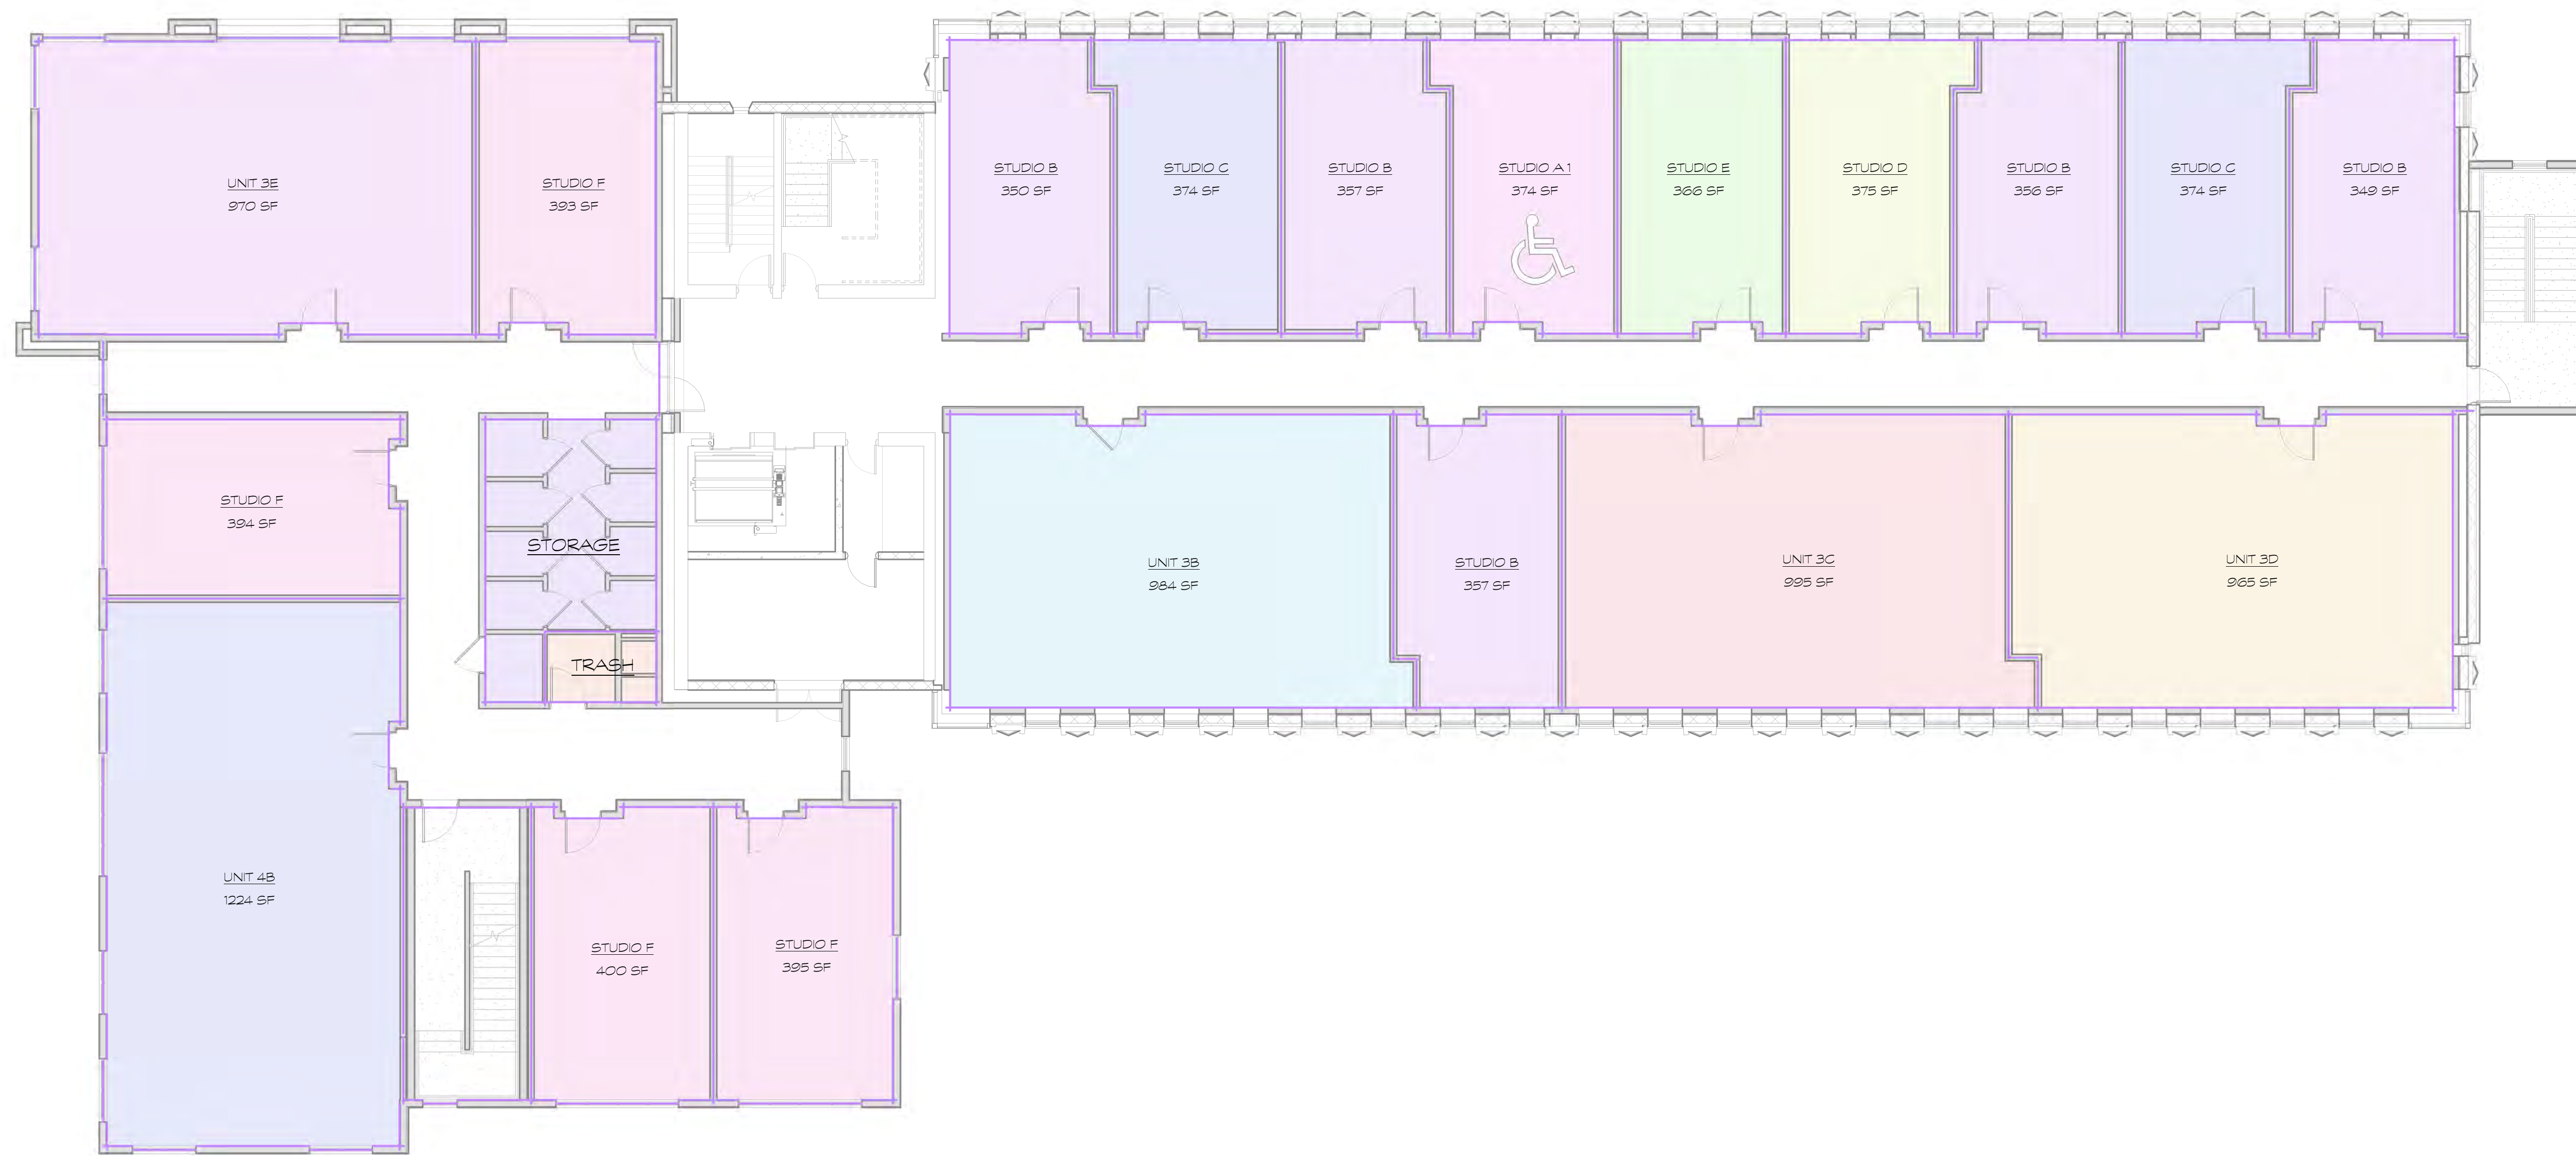 UNIT 3E
970 SF
STUDIO F
393 SF
STUDIO B
350 SF
STUDIO C
374 SF
STUDIO B
357 SF
STUDIO A1
374 SF
STUDIO E
366 SF
STUDIO D
375 SF
STUDIO B
356 SF
STUDIO C
374 SF
STUDIO B
349 SF
STUDIO F
394 SF
STORAGE
TRASH
UNIT 3B
984 SF
STUDIO B
357 SF
UNIT 3C
995 SF
UNIT 3D
965 SF
UNIT 4B
1224 SF
STUDIO F
400 SF
STUDIO F
395 SF